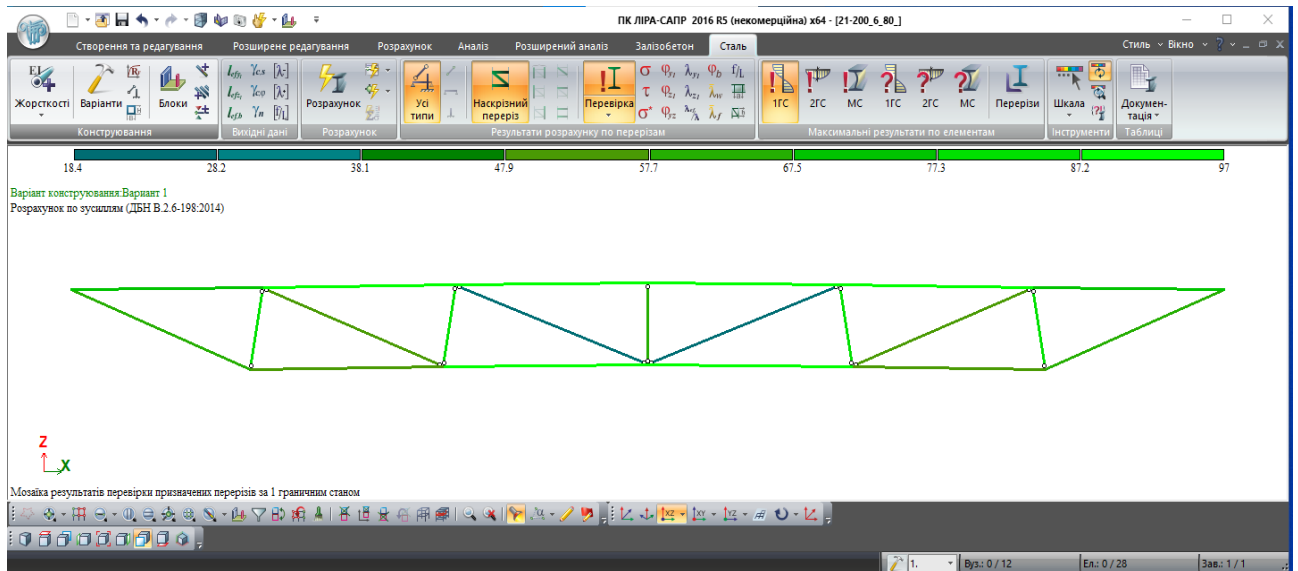 ПК ЛІРА-САПР 2016 R5 (некомерційна) x64 - [21-200_6_80_]
Створення та редагування Розширене редагування Розрахунок Аналіз Розширений аналіз Залізобетон Сталь Стиль Вікно
Жорсткості Варіанти Блоки Розрахунок Усі типи Наскрізний переріз Перевірка 1ГС 2ГС МС 1ГС 2ГС МС Перерізи Шкала Докумен-тація
Конструювання Вихідні дані Розрахунок Результати розрахунку по перерізам Максимальні результати по елементам Інструменти Таблиці
18.4 28.2 38.1 47.9 57.7 67.5 77.3 87.2 97
Варіант конструювання:Вариант 1
Розрахунок по зусиллям (ДБН В.2.6-198:2014)
Z
X
Мозаїка результатів перевірки призначених перерізів за 1 граничним станом
1. Вуз.: 0 / 12 Ел.: 0 / 28 Зав.: 1 / 1